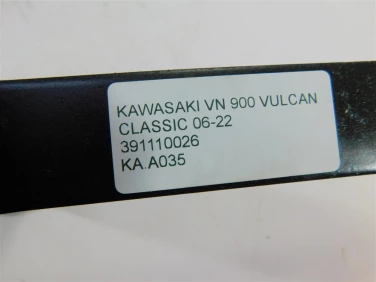 KAWASAKI VN 900 VULCAN
CLASSIC 06-22
391110026
KA.A035